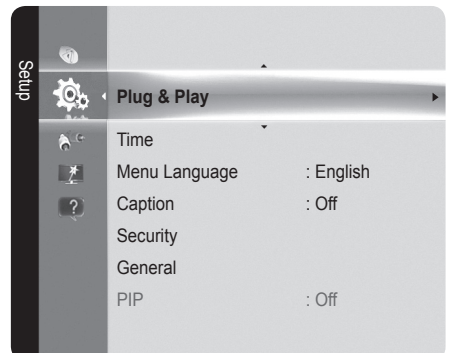 Setup
Plug & Play
Time
Menu Language : English
Caption : Off
Security
General
PIP : Off